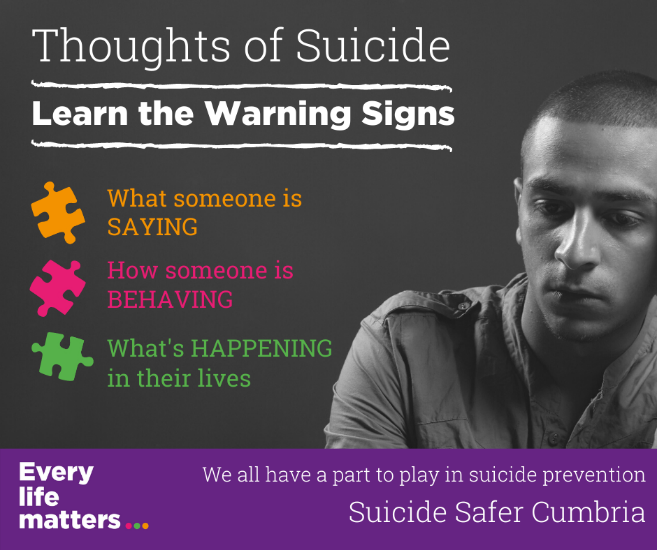 Thoughts of Suicide
Learn the Warning Signs
What someone is
SAYING
How someone is
BEHAVING
What's HAPPENING
in their lives
Every
life
matters...
We all have a part to play in suicide prevention
Suicide Safer Cumbria